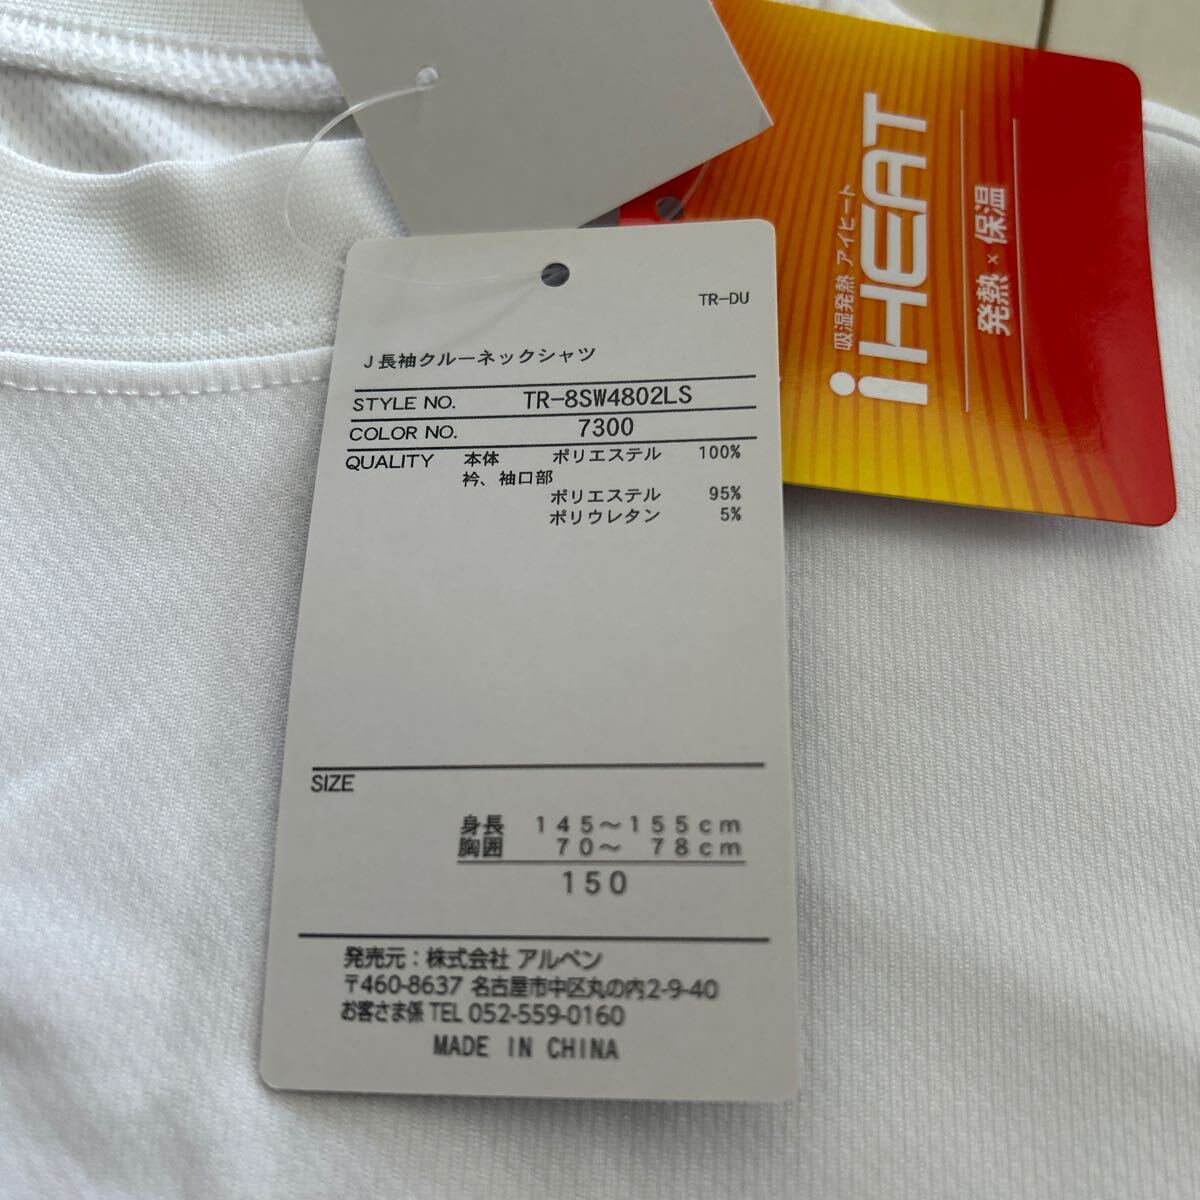 TR-DU
J長袖クルーネックシャツ
STYLE NO. TR-8SW4802LS
COLOR NO. 7300
QUALITY 本体 ポリエステル 100%
衿、袖口部
ポリエステル 95%
ポリウレタン 5%
SIZE
身長 145～155cm
胸囲 70～ 78cm
150
発売元：株式会社 アルペン
〒460-8637 名古屋市中区丸の内2-9-40
お客さま係 TEL 052-559-0160
MADE IN CHINA
吸湿発熱 アイヒート
iHEAT
発熱×保温